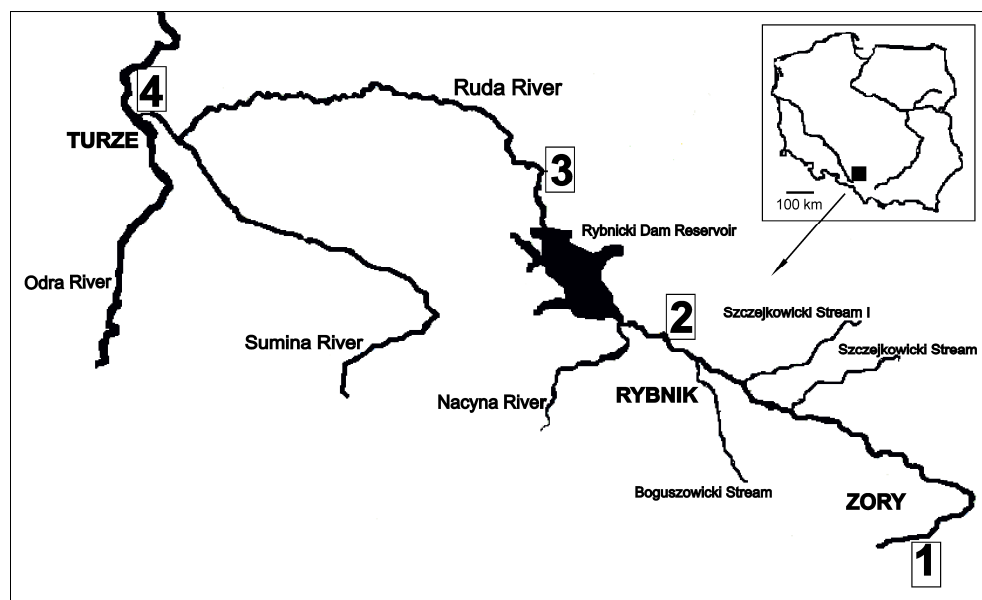 4
Ruda River
TURZE
3
100 km
Rybnicki Dam Reservoir
Odra River
2
Szczejkowicki Stream I
Sumina River
Szczejkowicki Stream
RYBNIK
Nacyna River
Boguszowicki Stream
ZORY
1